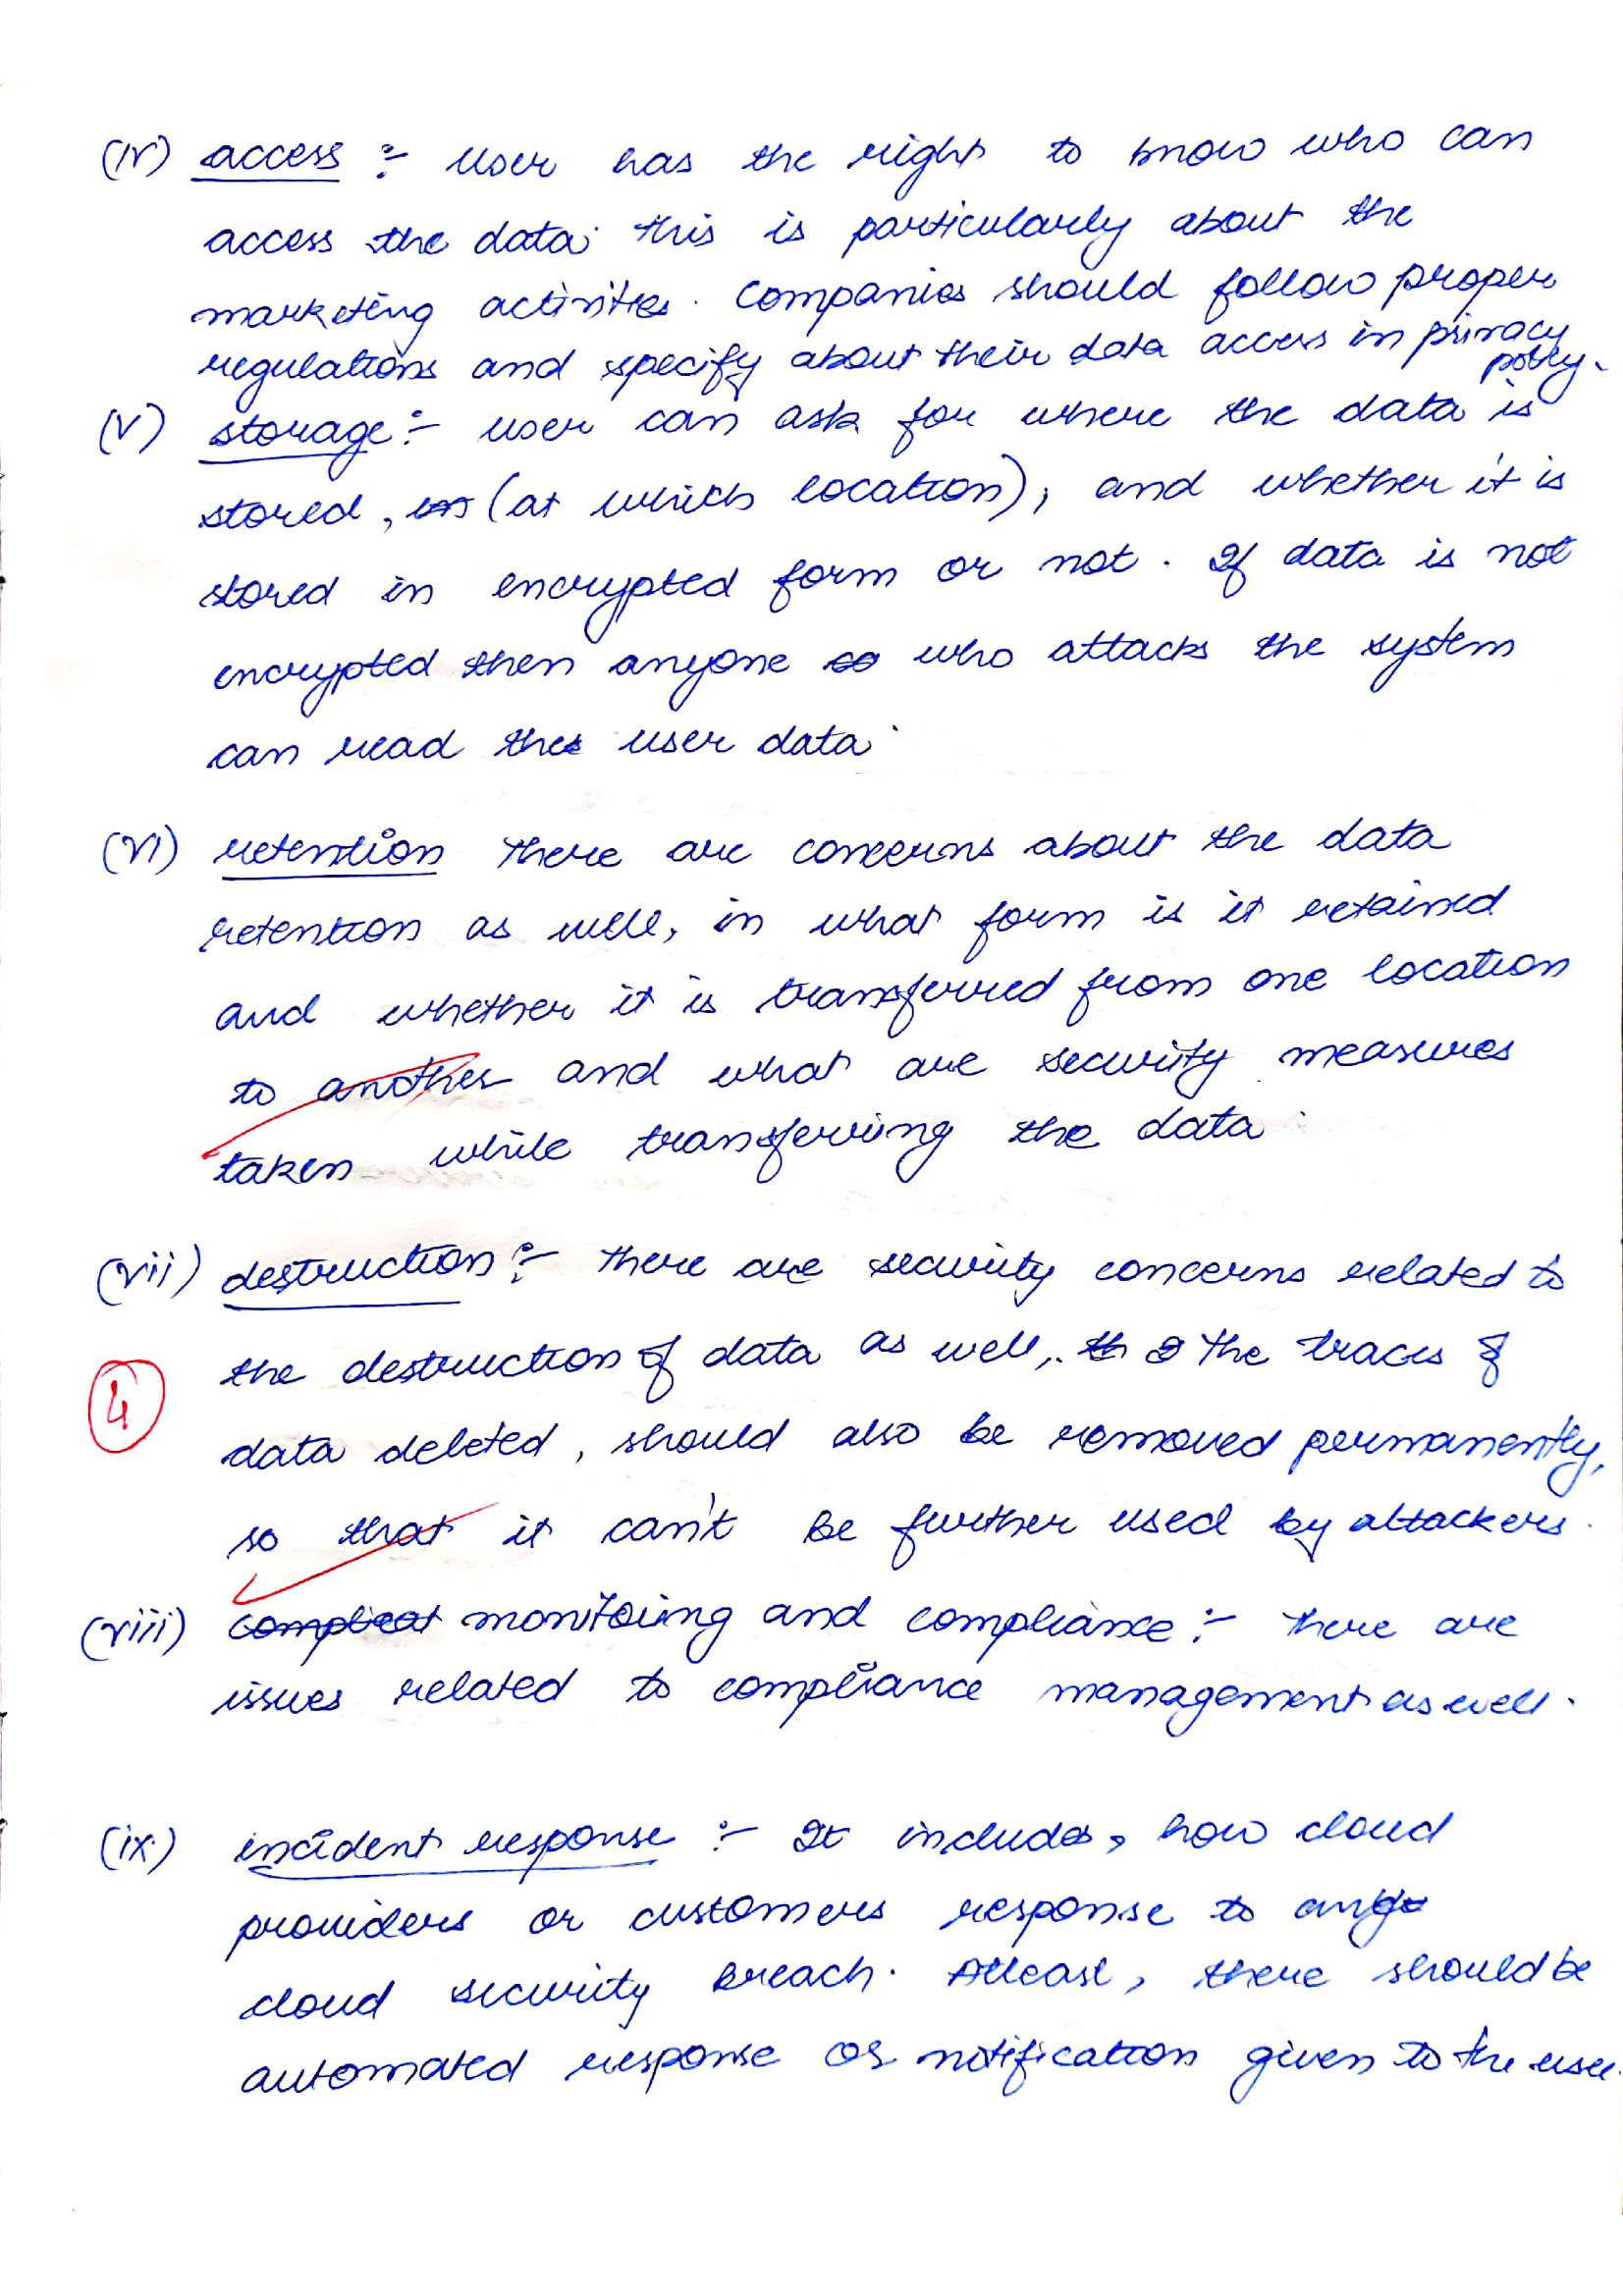 (iv) access :- user has the right to know who can
access the data. this is particularly about the
marketing activities. Companies should follow proper
regulations and specify about their data access in privacy
policy.
(v) storage :- user can ask for where the data is
stored, (at which location), and whether it is
stored in encrypted form or not. If data is not
encrypted then anyone who attacks the system
can read the user data.
(vi) retention There are concerns about the data
retention as well, in what form is it retained
and whether it is transferred from one location
to another and what are security measures
taken while transferring the data.
(vii) destruction :- There are security concerns related to
the destruction of data as well, the traces of
4
data deleted, should also be removed permanently,
so that it can't be further used by attackers.
(viii) monitoring and compliance :- There are
issues related to compliance management as well.
(ix) incident response :- It includes, how cloud
providers or customers response to any
cloud security breach. Atleast, there should be
automated response or notification given to the user.